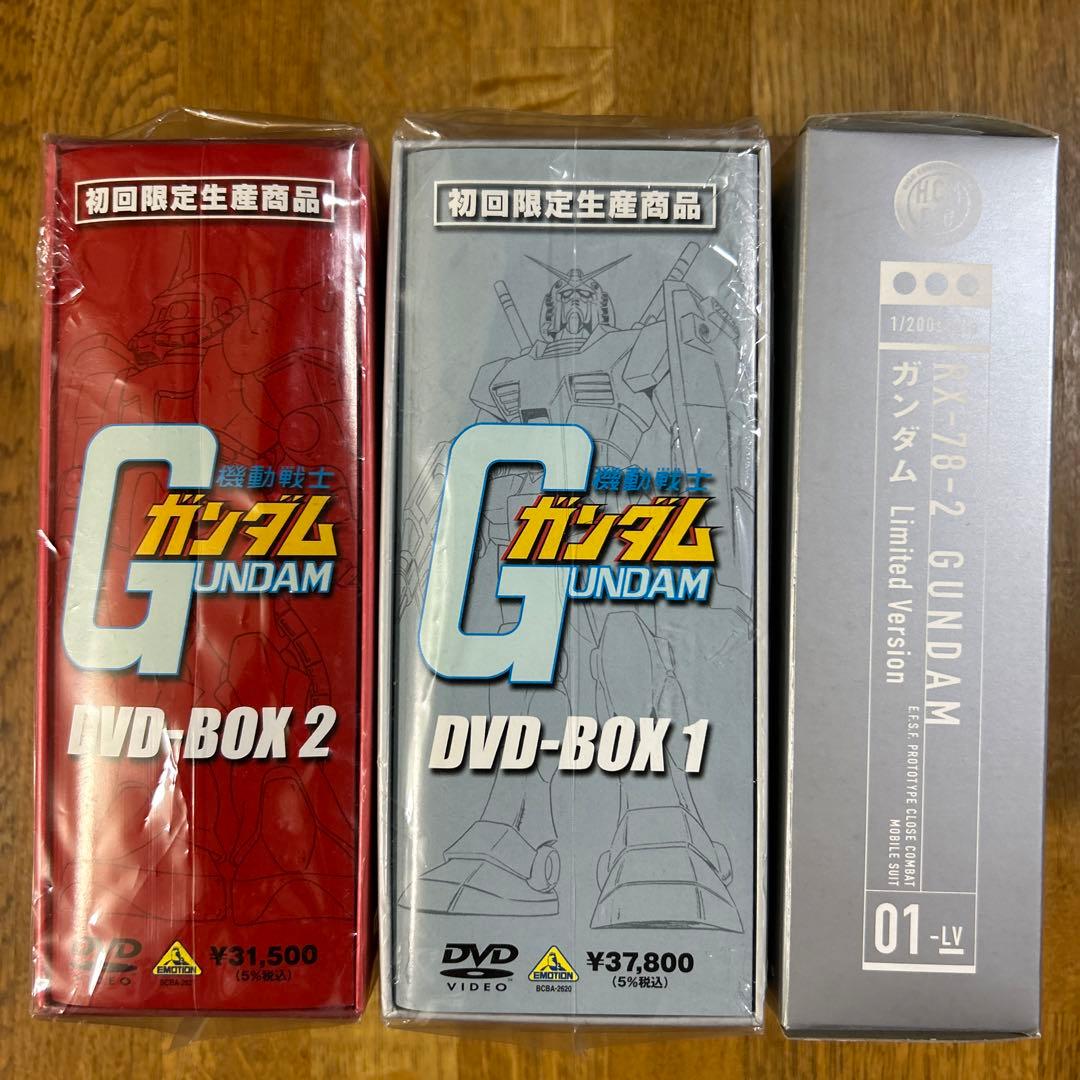 初回限定生産商品
機動戦士
ガンダム
GUNDAM
DVD-BOX 2
DVD
VIDEO
EMOTION
¥31,500
(5%税込)
初回限定生産商品
機動戦士
ガンダム
GUNDAM
DVD-BOX 1
DVD
VIDEO
EMOTION
BCBA-2620
¥37,800
(5%税込)
RX-78-2 GUNDAM
ガンダム Limited Version
E.F.S.F. PROTOTYPE CLOSE COMBAT
MOBILE SUIT
01-LV